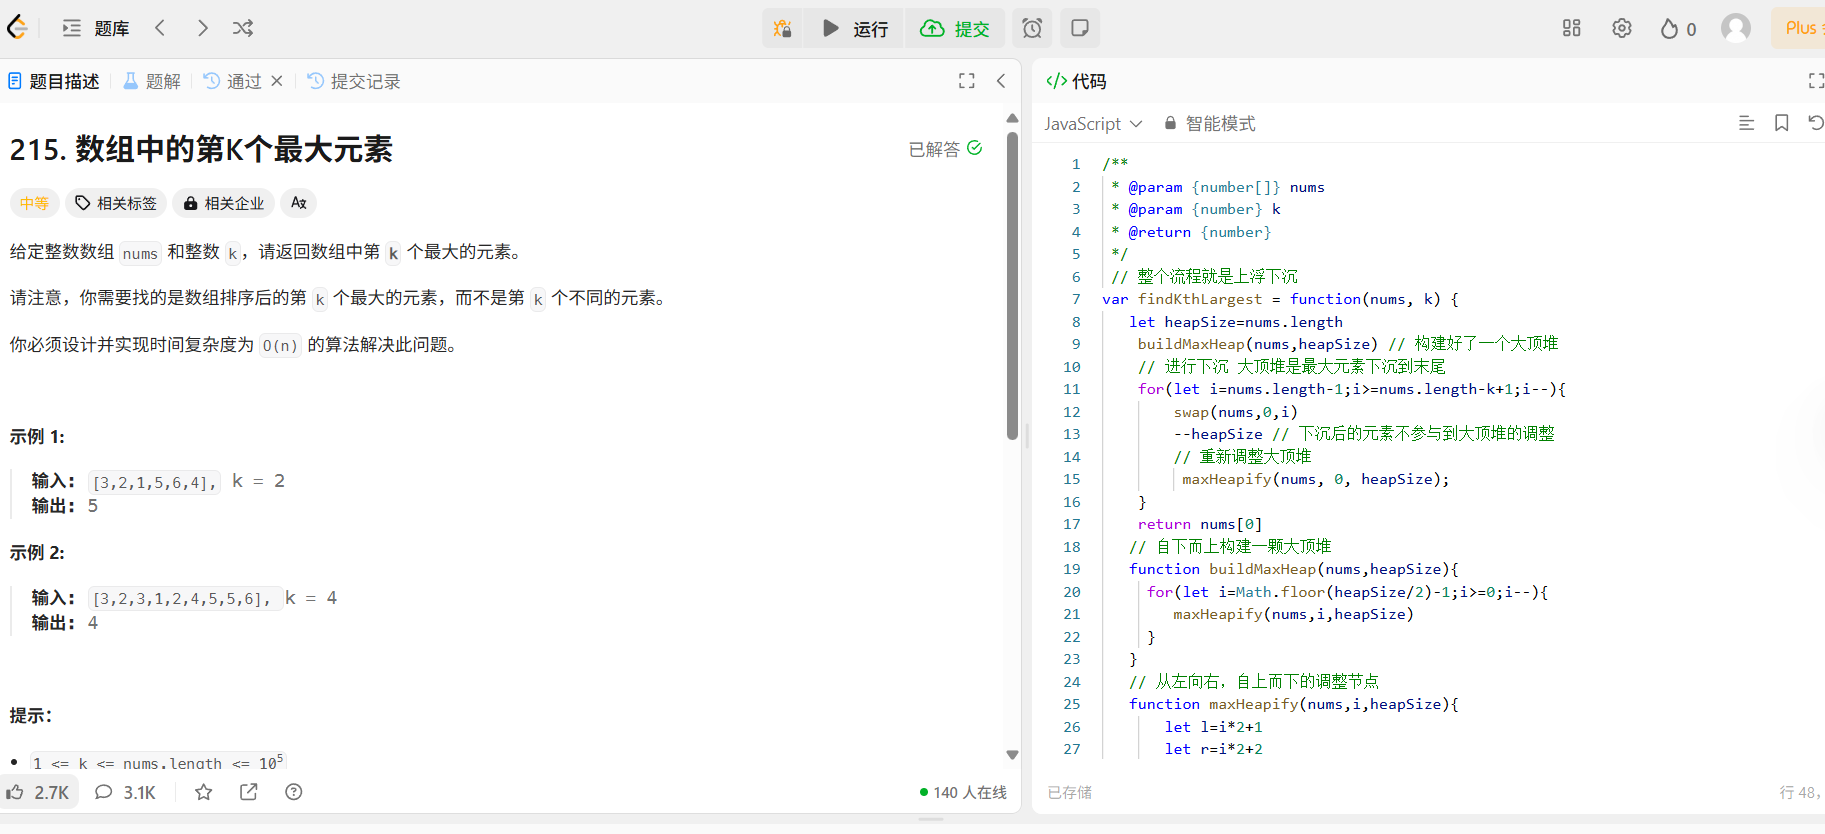 题库
运行
提交
0
Plus
题目描述
题解
通过
提交记录
215. 数组中的第K个最大元素
已解答
中等
相关标签
相关企业
给定整数数组 nums 和整数 k，请返回数组中第 k 个最大的元素。
请注意，你需要找的是数组排序后的第 k 个最大的元素，而不是第 k 个不同的元素。
你必须设计并实现时间复杂度为 O(n) 的算法解决此问题。
示例 1:
输入: [3,2,1,5,6,4], k = 2
输出: 5
示例 2:
输入: [3,2,3,1,2,4,5,5,6], k = 4
输出: 4
提示:
1 <= k <= nums.length <= 10⁵
2.7K
3.1K
140 人在线
代码
JavaScript
智能模式
1 /**
2 * @param {number[]} nums
3 * @param {number} k
4 * @return {number}
5 */
6 // 整个流程就是上浮下沉
7 var findKthLargest = function(nums, k) {
8 let heapSize=nums.length
9 buildMaxHeap(nums,heapSize) // 构建好了一个大顶堆
10 // 进行下沉 大顶堆是最大元素下沉到末尾
11 for(let i=nums.length-1;i>=nums.length-k+1;i--){
12 swap(nums,0,i)
13 --heapSize // 下沉后的元素不参与到大顶堆的调整
14 // 重新调整大顶堆
15 maxHeapify(nums, 0, heapSize);
16 }
17 return nums[0]
18 // 自下而上构建一颗大顶堆
19 function buildMaxHeap(nums,heapSize){
20 for(let i=Math.floor(heapSize/2)-1;i>=0;i--){
21 maxHeapify(nums,i,heapSize)
22 }
23 }
24 // 从左向右，自上而下的调整节点
25 function maxHeapify(nums,i,heapSize){
26 let l=i*2+1
27 let r=i*2+2
已存储
行 48,